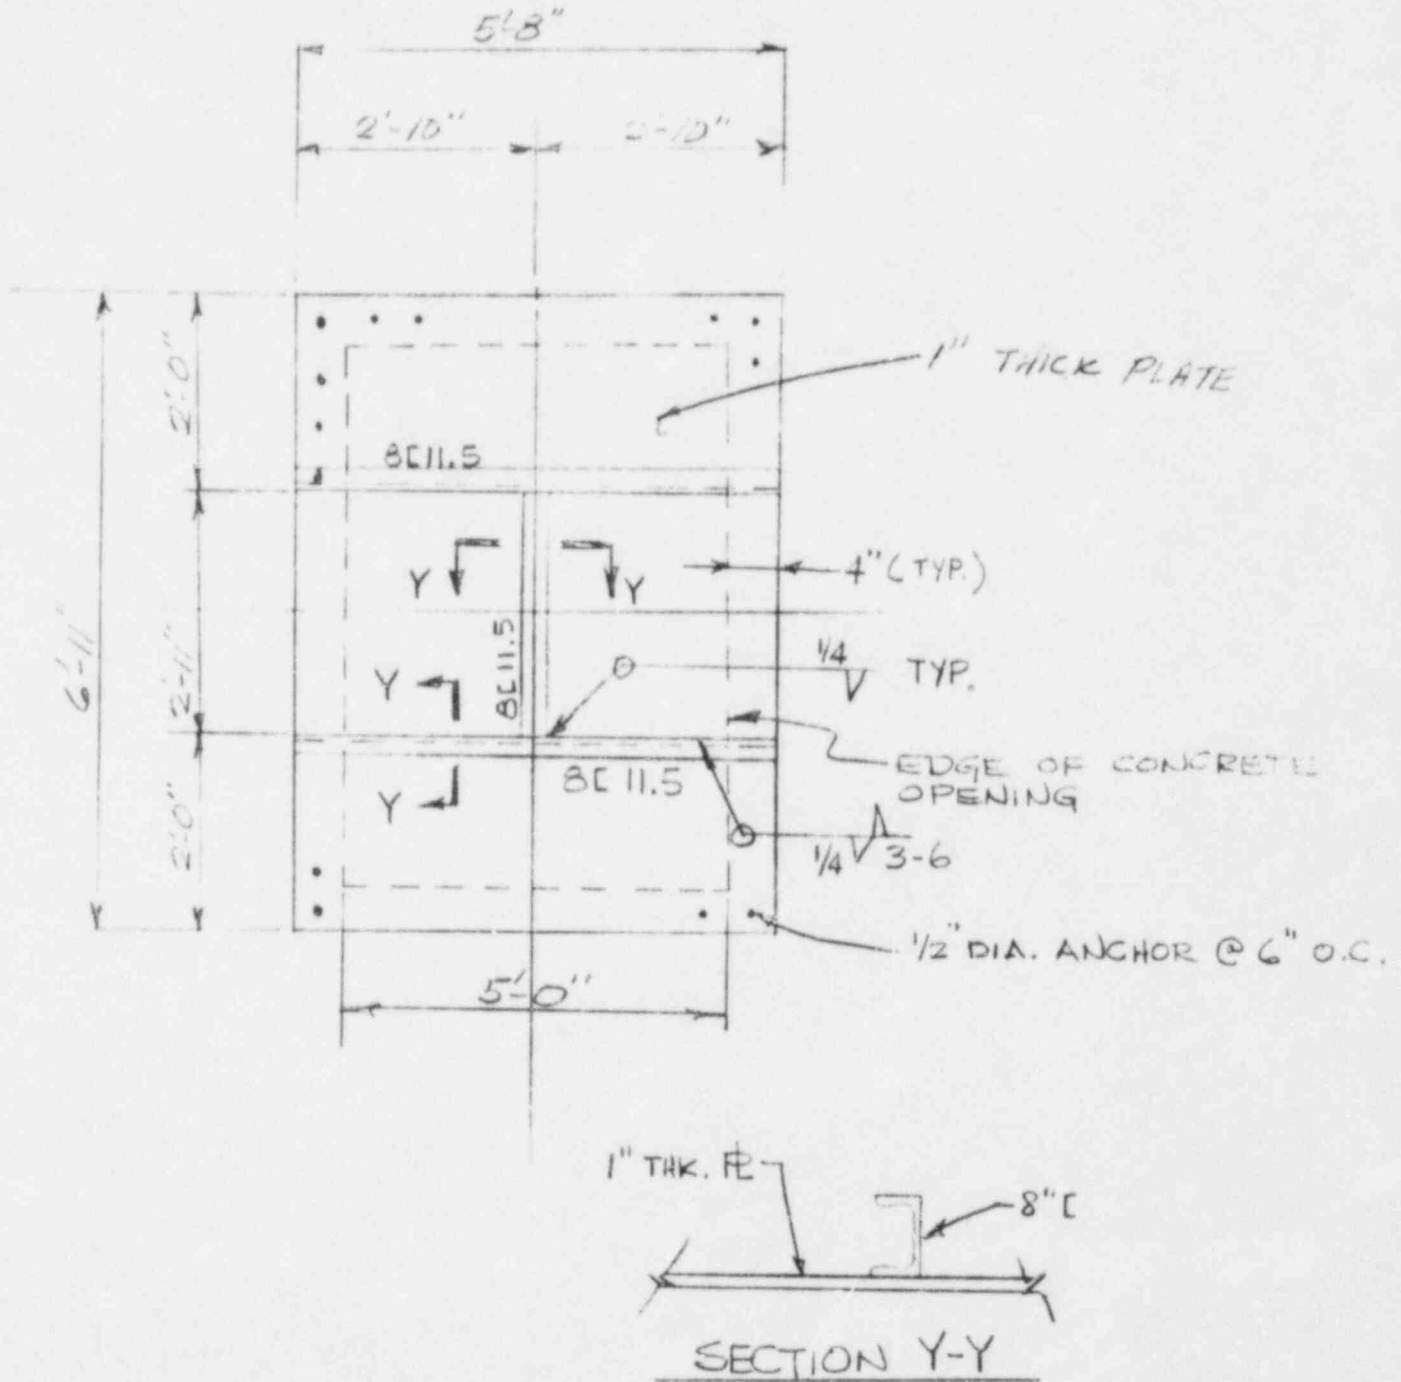 5'-8"
2'-10"
2'-10"
2'-0"
1" THICK PLATE
8[11.5
Y
Y
4" (TYP.)
6'-11"
2'-11"
8[11.5
1/4
TYP.
Y
EDGE OF CONCRETE
OPENING
8[ 11.5
Y
2'-0"
1/4
3-6
1/2" DIA. ANCHOR @ 6" O.C.
5'-0"
1" THK. PL
8"[
SECTION Y-Y